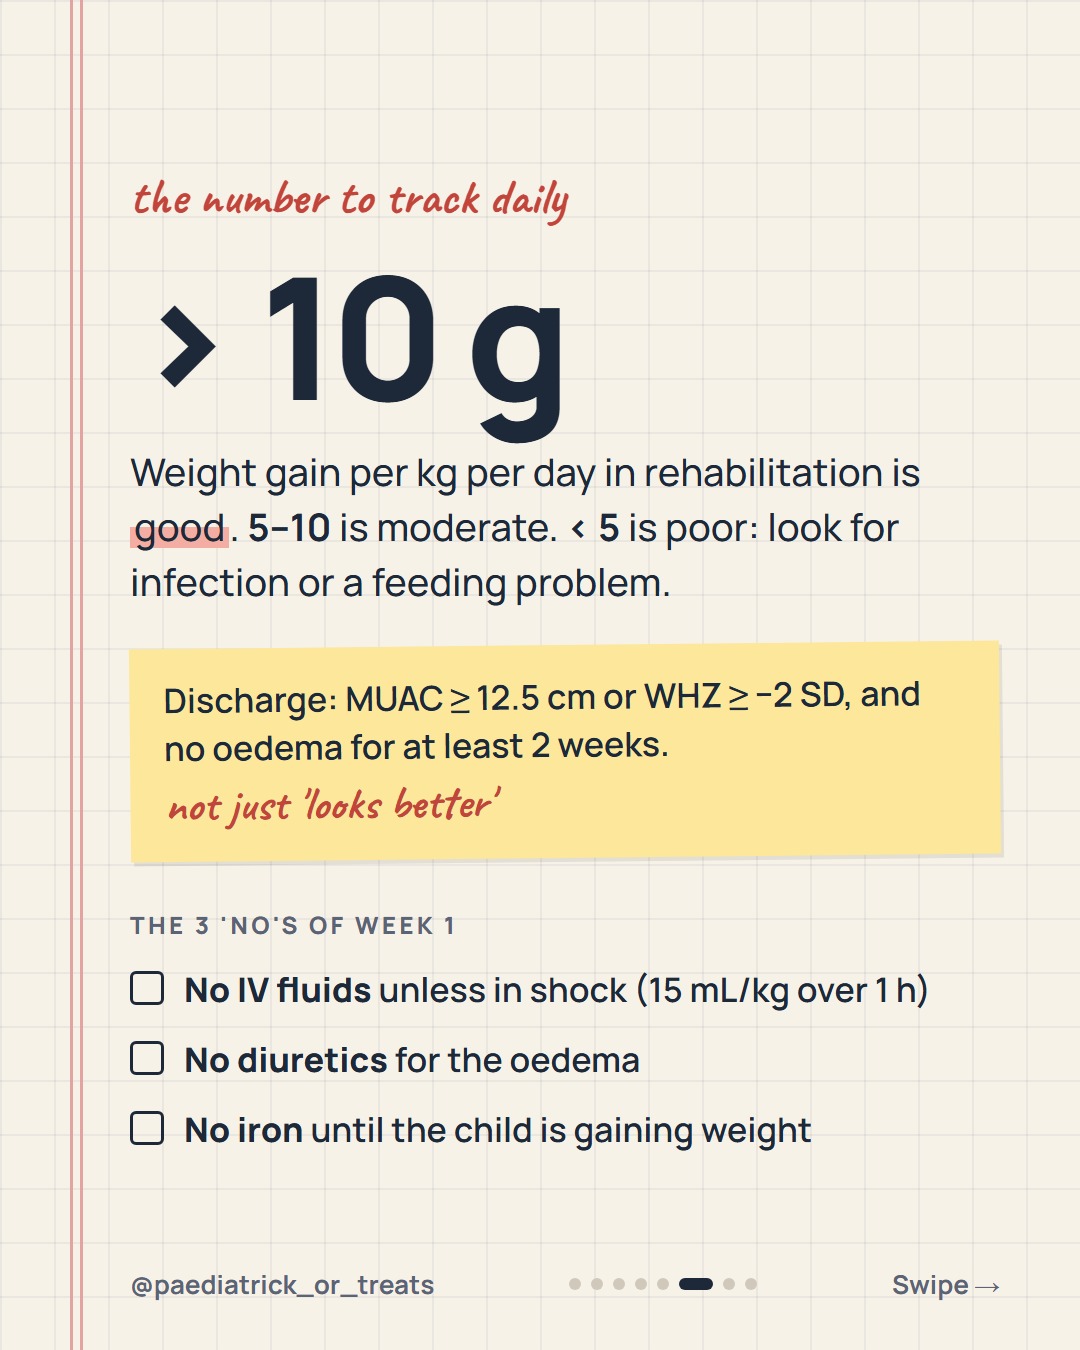 the number to track daily
> 10 g
Weight gain per kg per day in rehabilitation is
good. 5–10 is moderate. < 5 is poor: look for
infection or a feeding problem.
Discharge: MUAC ≥ 12.5 cm or WHZ ≥ −2 SD, and
no oedema for at least 2 weeks.
not just 'looks better'
THE 3 'NO'S OF WEEK 1
No IV fluids unless in shock (15 mL/kg over 1 h)
No diuretics for the oedema
No iron until the child is gaining weight
@paediatrick_or_treats
Swipe →